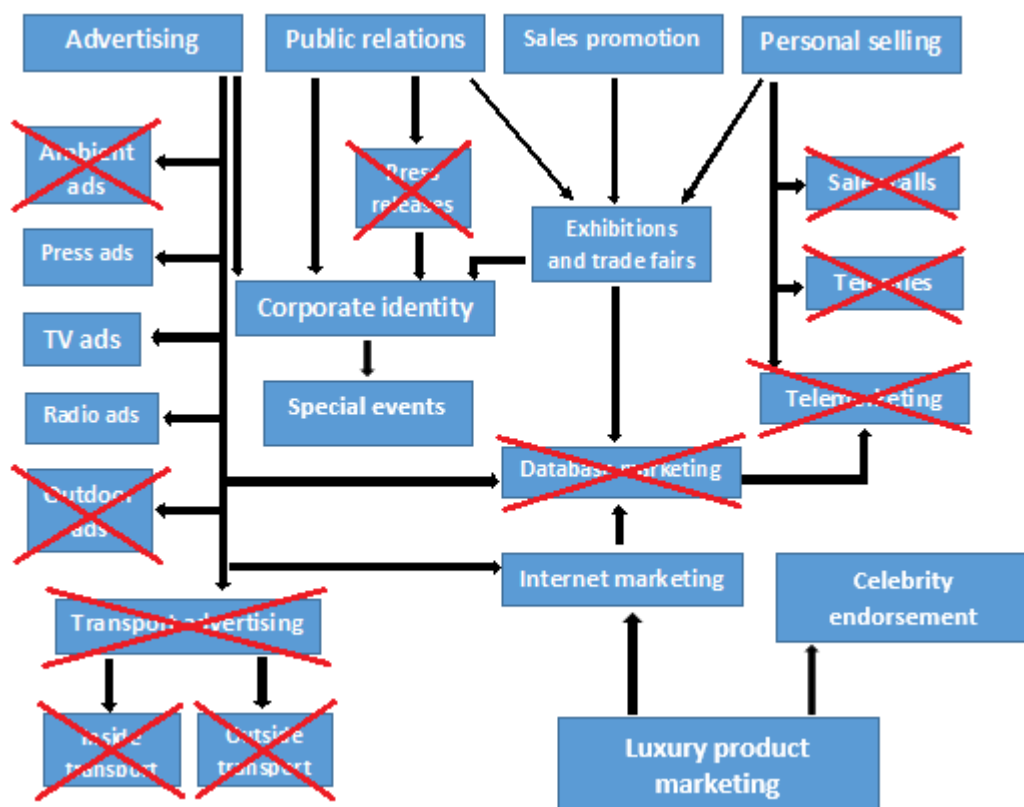 Advertising
Public relations
Sales promotion
Personal selling
Ambient
ads
Press
releases
Sales calls
Press ads
Exhibitions
and trade fairs
Telesales
Corporate identity
TV ads
Telemarketing
Radio ads
Special events
Database marketing
Outdoor
ads
Internet marketing
Celebrity
endorsement
Transport advertising
Inside
transport
Outside
transport
Luxury product
marketing